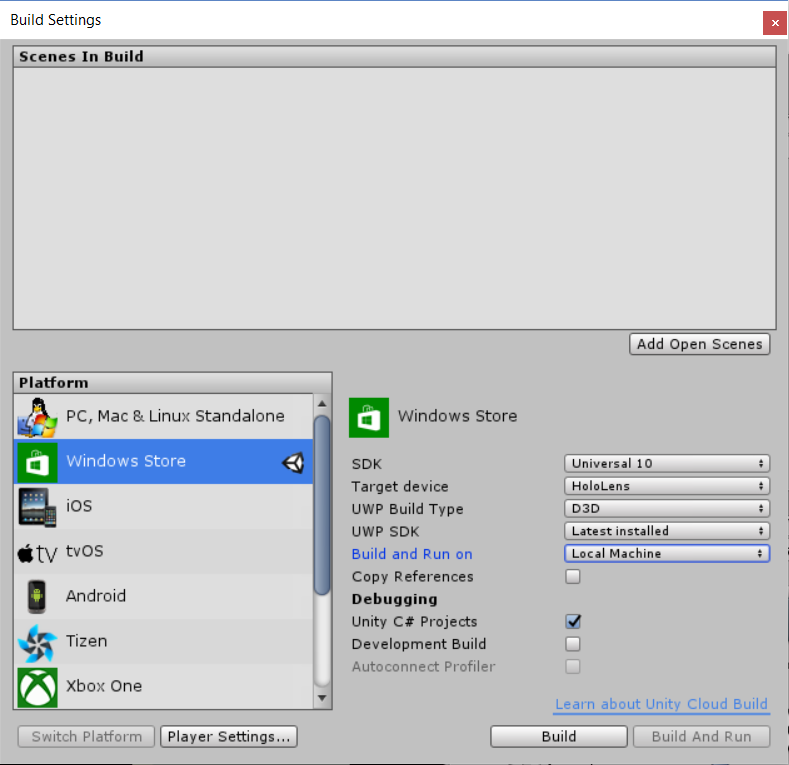 Build Settings
Scenes In Build
Add Open Scenes
Platform
PC, Mac & Linux Standalone
Windows Store
iOS
tvOS
Android
Tizen
Xbox One
Windows Store
SDK Universal 10
Target device HoloLens
UWP Build Type D3D
UWP SDK Latest installed
Build and Run on Local Machine
Copy References
Debugging
Unity C# Projects
Development Build
Autoconnect Profiler
Learn about Unity Cloud Build
Switch Platform Player Settings... Build Build And Run